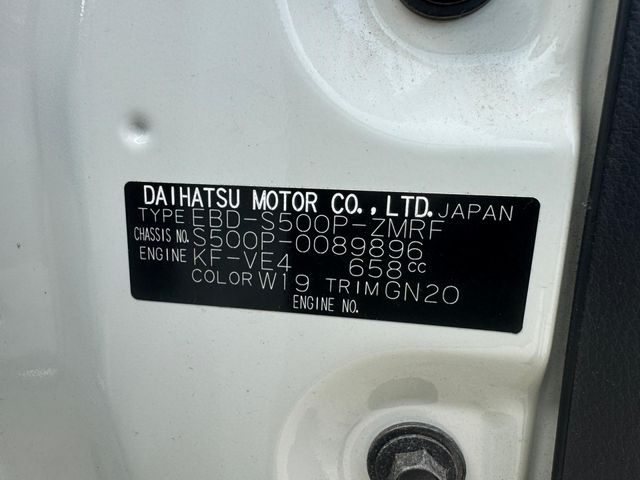 DAIHATSU MOTOR CO.,LTD. JAPAN
TYPE EBD-S500P-ZMRF
CHASSIS NO. S500P-0089896
ENGINE KF-VE4 658cc
COLOR W19 TRIM GN20
ENGINE NO.